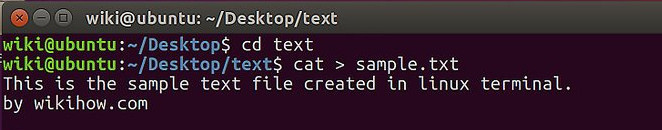 wiki@ubuntu: ~/Desktop/text
wiki@ubuntu:~/Desktop$ cd text
wiki@ubuntu:~/Desktop/text$ cat > sample.txt
This is the sample text file created in linux terminal.
by wikihow.com